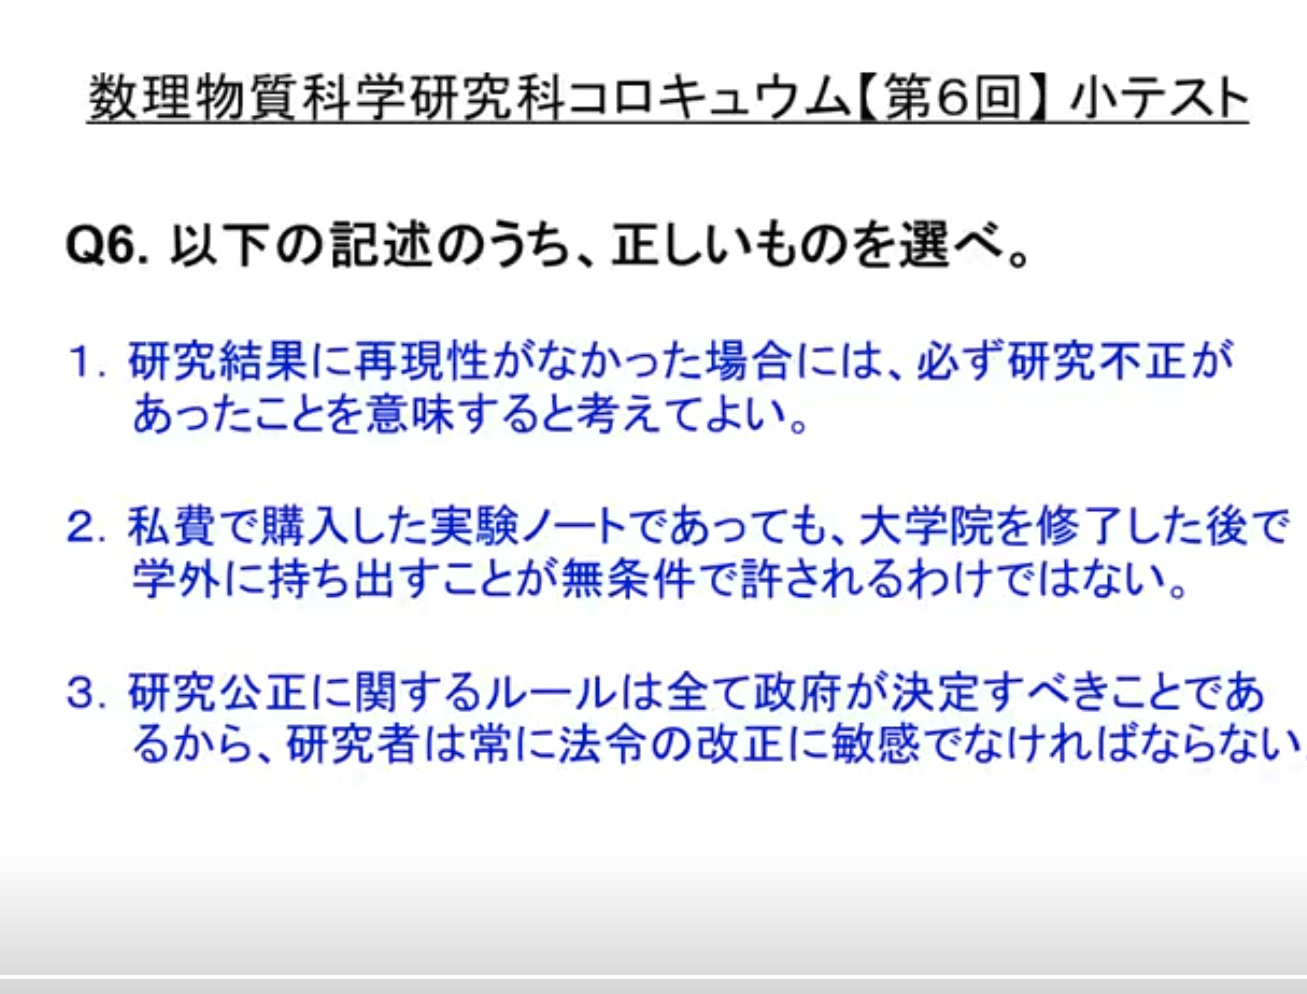 数理物質科学研究科コロキュウム【第６回】 小テスト
Q6. 以下の記述のうち、正しいものを選べ。
１．研究結果に再現性がなかった場合には、必ず研究不正が
あったことを意味すると考えてよい。
２．私費で購入した実験ノートであっても、大学院を修了した後で
学外に持ち出すことが無条件で許されるわけではない。
３．研究公正に関するルールは全て政府が決定すべきことであ
るから、研究者は常に法令の改正に敏感でなければならない。